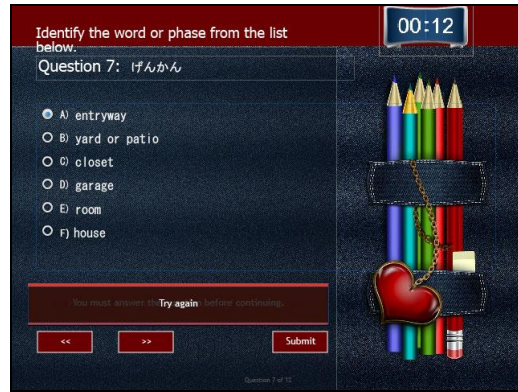 Identify the word or phase from the list
below.
00:12
Question 7: げんかん
A) entryway
B) yard or patio
C) closet
D) garage
E) room
F) house
You must answer the before continuing.
Try again
<<
>>
Submit
Question 7 of 12